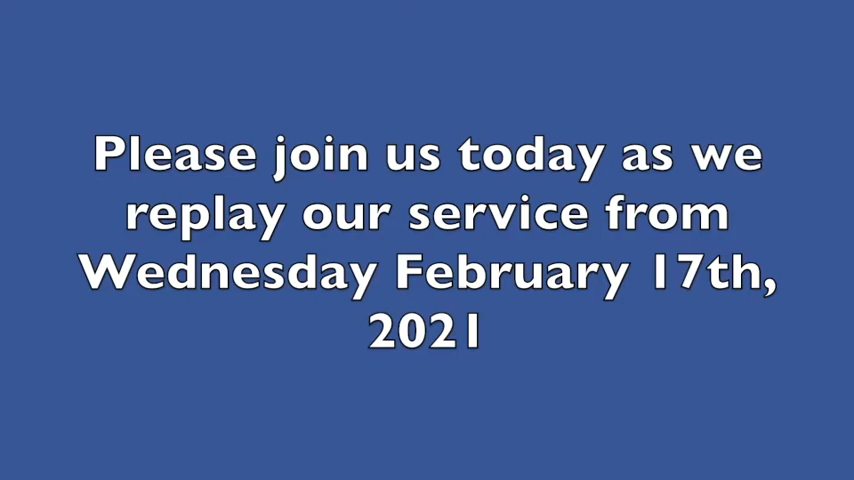 Please join us today as we
replay our service from
Wednesday February 17th,
2021